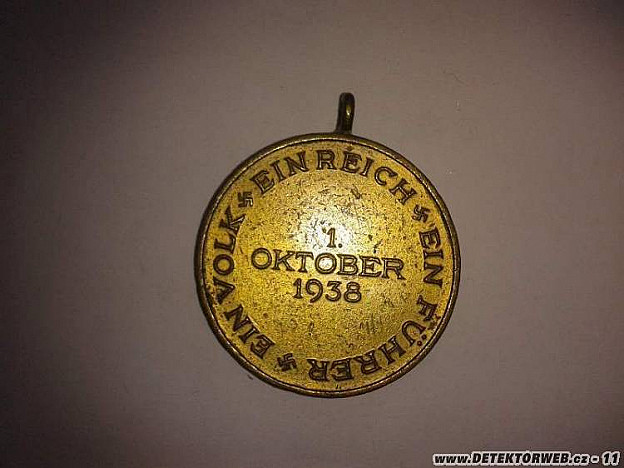 EIN VOLK EIN REICH EIN FÜHRER
1.
OKTOBER
1938
www.DETEKTORWEB.cz - 11